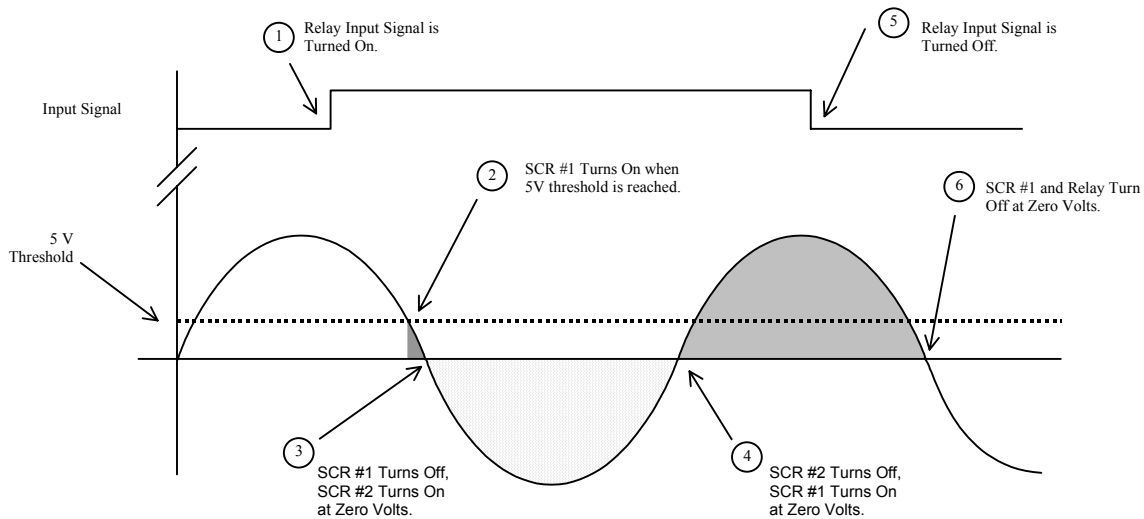 1
Relay Input Signal is
Turned On.
5
Relay Input Signal is
Turned Off.
Input Signal
2
SCR #1 Turns On when
5V threshold is reached.
6
SCR #1 and Relay Turn
Off at Zero Volts.
5 V
Threshold
3
SCR #1 Turns Off,
SCR #2 Turns On
at Zero Volts.
4
SCR #2 Turns Off,
SCR #1 Turns On
at Zero Volts.